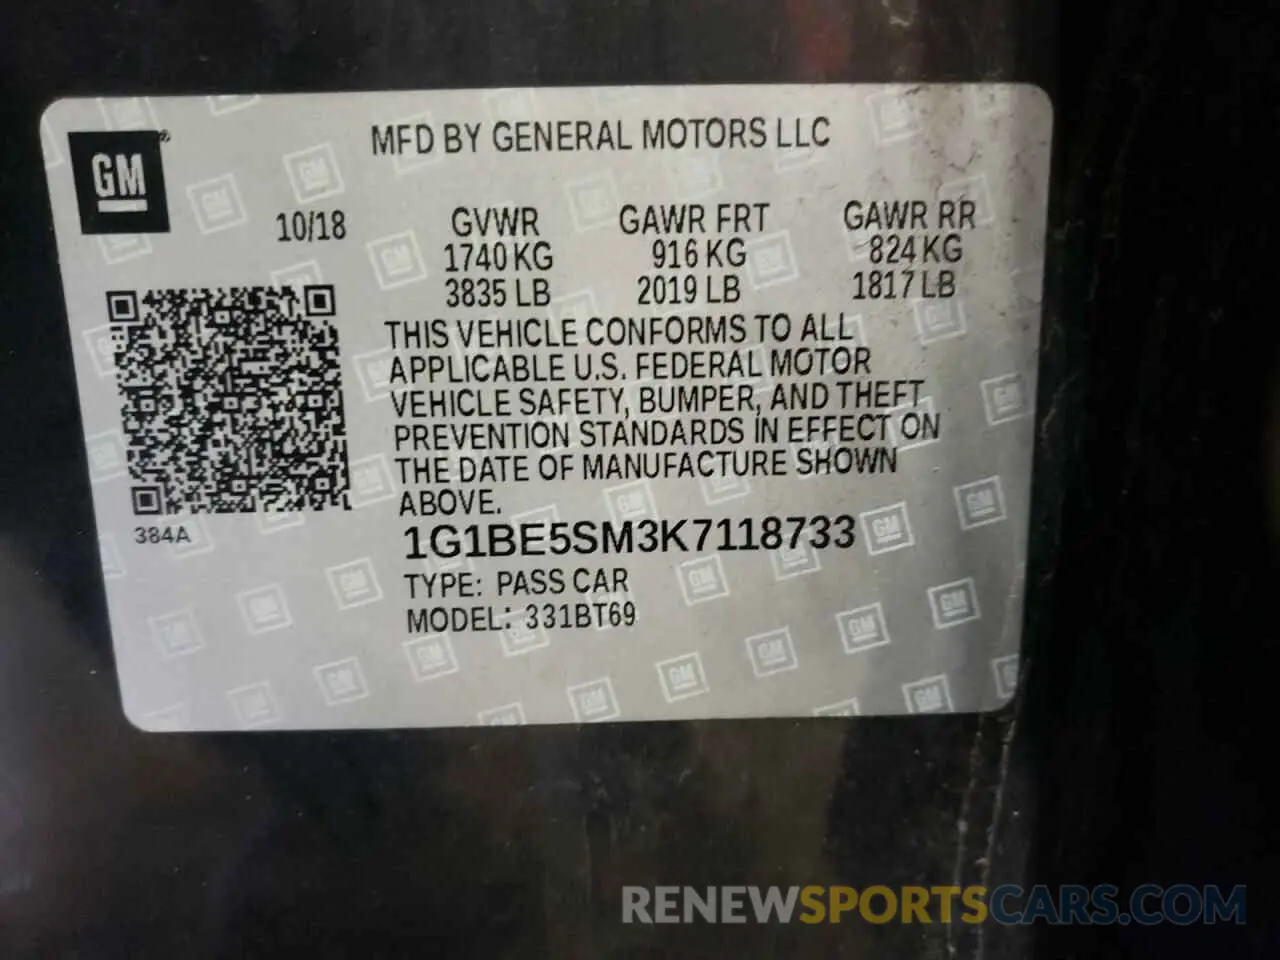 GM®
MFD BY GENERAL MOTORS LLC
10/18 GVWR GAWR FRT GAWR RR
1740 KG 916 KG 824 KG
3835 LB 2019 LB 1817 LB
THIS VEHICLE CONFORMS TO ALL
APPLICABLE U.S. FEDERAL MOTOR
VEHICLE SAFETY, BUMPER, AND THEFT
PREVENTION STANDARDS IN EFFECT ON
THE DATE OF MANUFACTURE SHOWN
ABOVE.
384A
1G1BE5SM3K7118733
TYPE: PASS CAR
MODEL: 331BT69
RENEWSPORTSCARS.COM